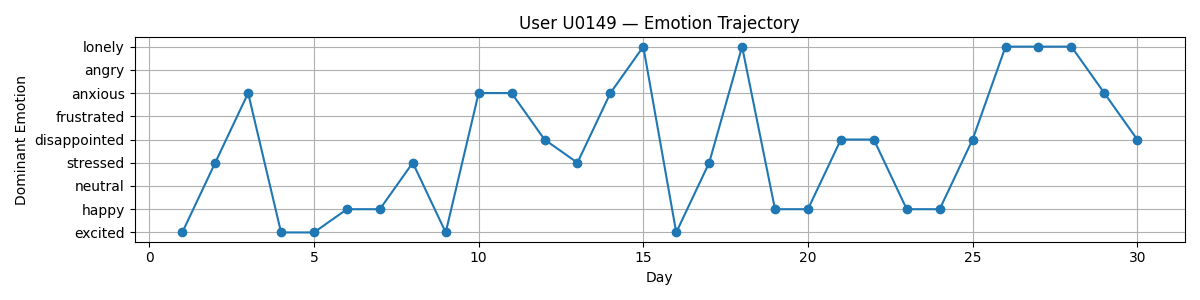 User U0149 — Emotion Trajectory
Dominant Emotion
lonely
angry
anxious
frustrated
disappointed
stressed
neutral
happy
excited
0 5 10 15 20 25 30
Day